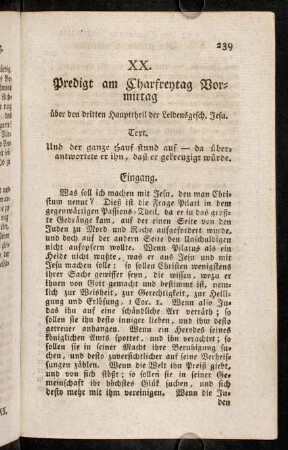 239
XX.
Predigt am Charfreytag Vor-
mittag
über den dritten Haupttheil der Leidensgesch. Jesu.
Text.
Und der ganze Hauf stund auf — da über-
antwortete er ihn, daß er gekreuzigt würde.
Eingang.
Was soll ich machen mit Jesu, den man Chri-
stum nennt? Dieß ist die Frage Pilati in dem
gegenwärtigen Passions-Theil, da er in das größ-
te Gedränge kam, auf der einen Seite von den
Juden zu Mord und Rache aufgefordert wurde,
und doch auf der andern Seite den Unschuldigen
nicht aufopfern wollte. Wenn Pilatus als ein
Heide nicht wußte, was er aus Jesu und mit
Jesu machen solle; so sollen Christen wenigstens
ihrer Sache gewisser seyn, die wissen, wozu er
ihnen von Gott gemacht und bestimmt ist, nem-
lich zur Weisheit, zur Gerechtigkeit, zur Heili-
gung und Erlösung, 1 Cor. 1. Wenn also Ju-
das ihn auf eine schändliche Art verräth; so
sollen sie ihn desto inniger lieben, und ihm desto
getreuer anhangen. Wenn ein Herodes seines
königlichen Amts spottet, und ihn verachtet; so
sollen sie in seiner Macht ihre Beruhigung su-
chen, und desto zuversichtlicher auf seine Verheis-
sungen zählen. Wenn die Welt ihn Preiß giebt,
und von sich stößt; so sollen sie in seiner Ge-
meinschaft ihr höchstes Glük suchen, und sich
desto mehr mit ihm vereinigen. Wenn die Ju-
den